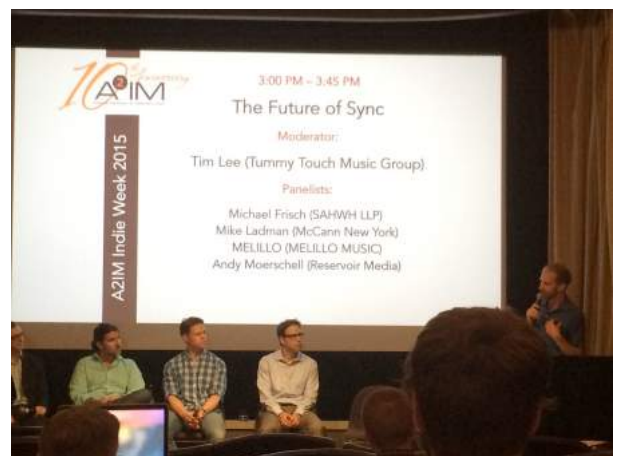 10th Anniversary
A2IM
A2IM Indie Week 2015
3:00 PM – 3:45 PM
The Future of Sync
Moderator:
Tim Lee (Tummy Touch Music Group)
Panelists:
Michael Frisch (SAHWH LLP)
Mike Ladman (McCann New York)
MELILLO (MELILLO MUSIC)
Andy Moerschell (Reservoir Media)